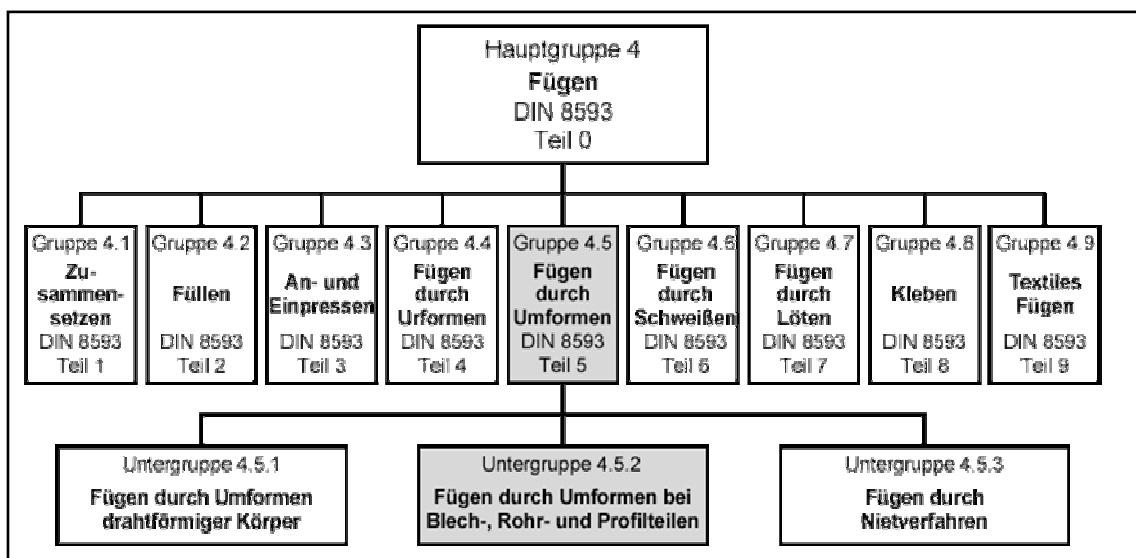 Hauptgruppe 4
Fügen
DIN 8593
Teil 0
Gruppe 4.1
Zu-
sammen-
setzen
DIN 8593
Teil 1
Gruppe 4.2
Füllen
DIN 8593
Teil 2
Gruppe 4.3
An- und
Einpressen
DIN 8593
Teil 3
Gruppe 4.4
Fügen
durch
Urformen
DIN 8593
Teil 4
Gruppe 4.5
Fügen
durch
Umformen
DIN 8593
Teil 5
Gruppe 4.6
Fügen
durch
Schweißen
DIN 8593
Teil 6
Gruppe 4.7
Fügen
durch
Löten
DIN 8593
Teil 7
Gruppe 4.8
Kleben
DIN 8593
Teil 8
Gruppe 4.9
Textiles
Fügen
DIN 8593
Teil 9
Untergruppe 4.5.1
Fügen durch Umformen
drahtförmiger Körper
Untergruppe 4.5.2
Fügen durch Umformen bei
Blech-, Rohr- und Profilteilen
Untergruppe 4.5.3
Fügen durch
Nietverfahren